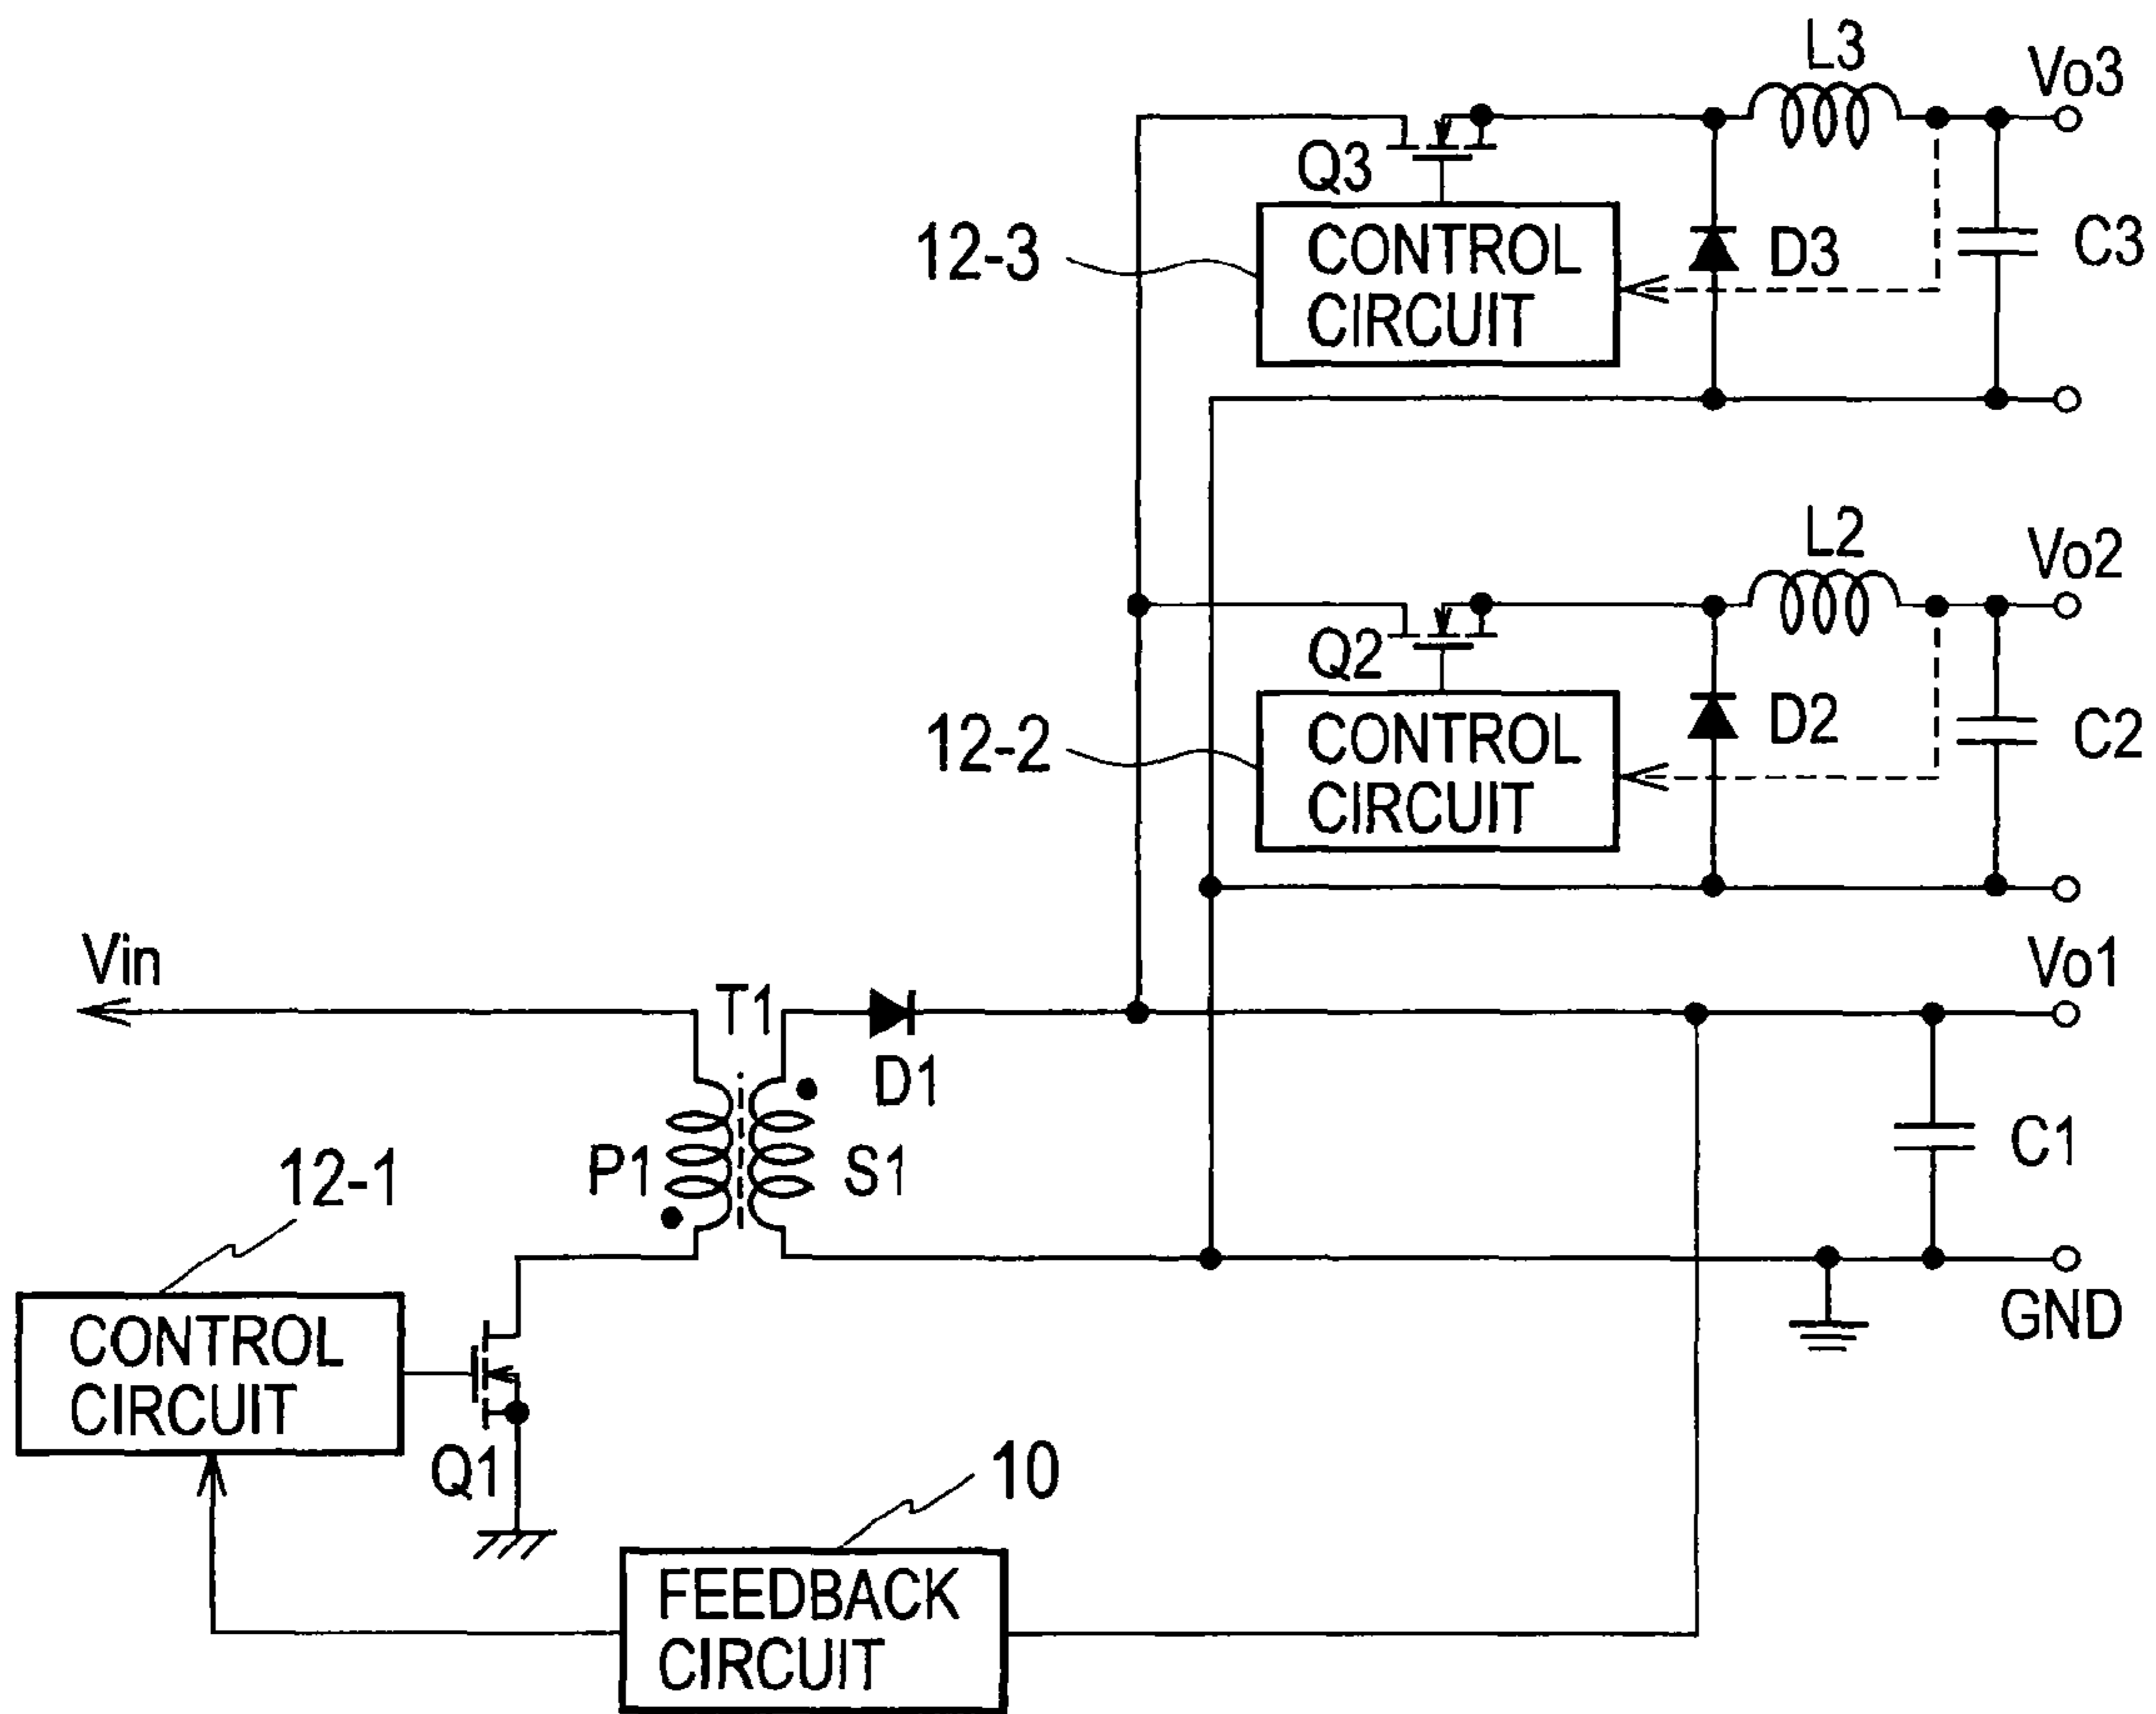 L3
Vo3
Q3
12-3
CONTROL
CIRCUIT
D3
C3
L2
Vo2
Q2
12-2
CONTROL
CIRCUIT
D2
C2
Vin
T1
D1
Vo1
P1
S1
C1
12-1
GND
CONTROL
CIRCUIT
Q1
10
FEEDBACK
CIRCUIT